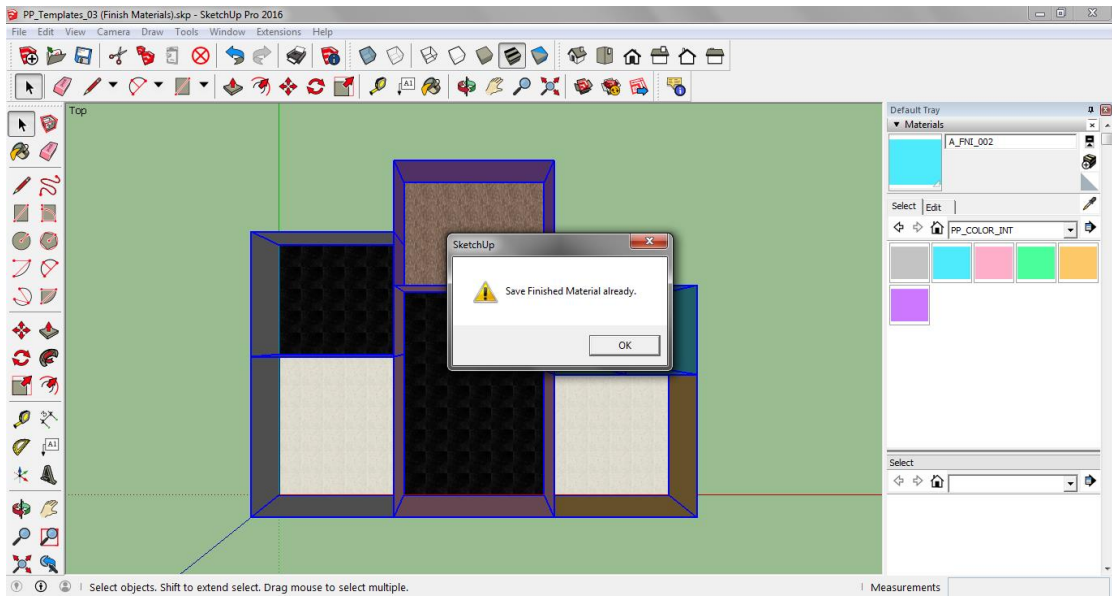 PP_Templates_03 (Finish Materials).skp - SketchUp Pro 2016
File Edit View Camera Draw Tools Window Extensions Help
A1
Top
Default Tray
Materials
A_FNI_002
Select Edit
PP_COLOR_INT
SketchUp
Save Finished Material already.
OK
A1
Select
Select objects. Shift to extend select. Drag mouse to select multiple.
Measurements